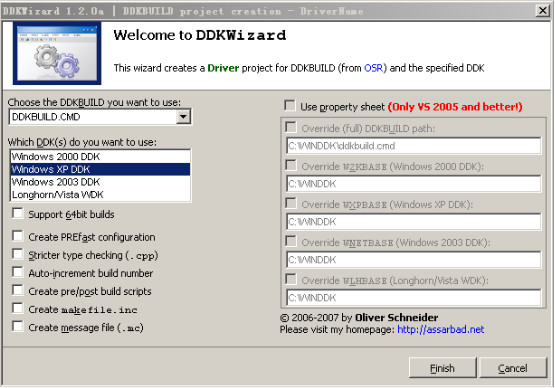 DDKWizard 1.2.0a | DDKBUILD project creation - DriverName
Welcome to DDKWizard
This wizard creates a Driver project for DDKBUILD (from OSR) and the specified DDK
Choose the DDKBUILD you want to use:
DDKBUILD.CMD
Which DDK(s) do you want to use:
Windows 2000 DDK
Windows XP DDK
Windows 2003 DDK
Longhorn/Vista WDK
Support 64bit builds
Create PREfast configuration
Stricter type checking (.cpp)
Auto-increment build number
Create pre/post build scripts
Create makefile.inc
Create message file (.mc)
Use property sheet (Only VS 2005 and better!)
Override (full) DDKBUILD path:
C:\WINDDK\ddkbuild.cmd
Override W2KBASE (Windows 2000 DDK):
C:\WINDDK
Override WXPBASE (Windows XP DDK):
C:\WINDDK
Override WNETBASE (Windows 2003 DDK):
C:\WINDDK
Override WLHBASE (Longhorn/Vista WDK):
C:\WINDDK
© 2006-2007 by Oliver Schneider
Please visit my homepage: http://assarbad.net
Finish
Cancel